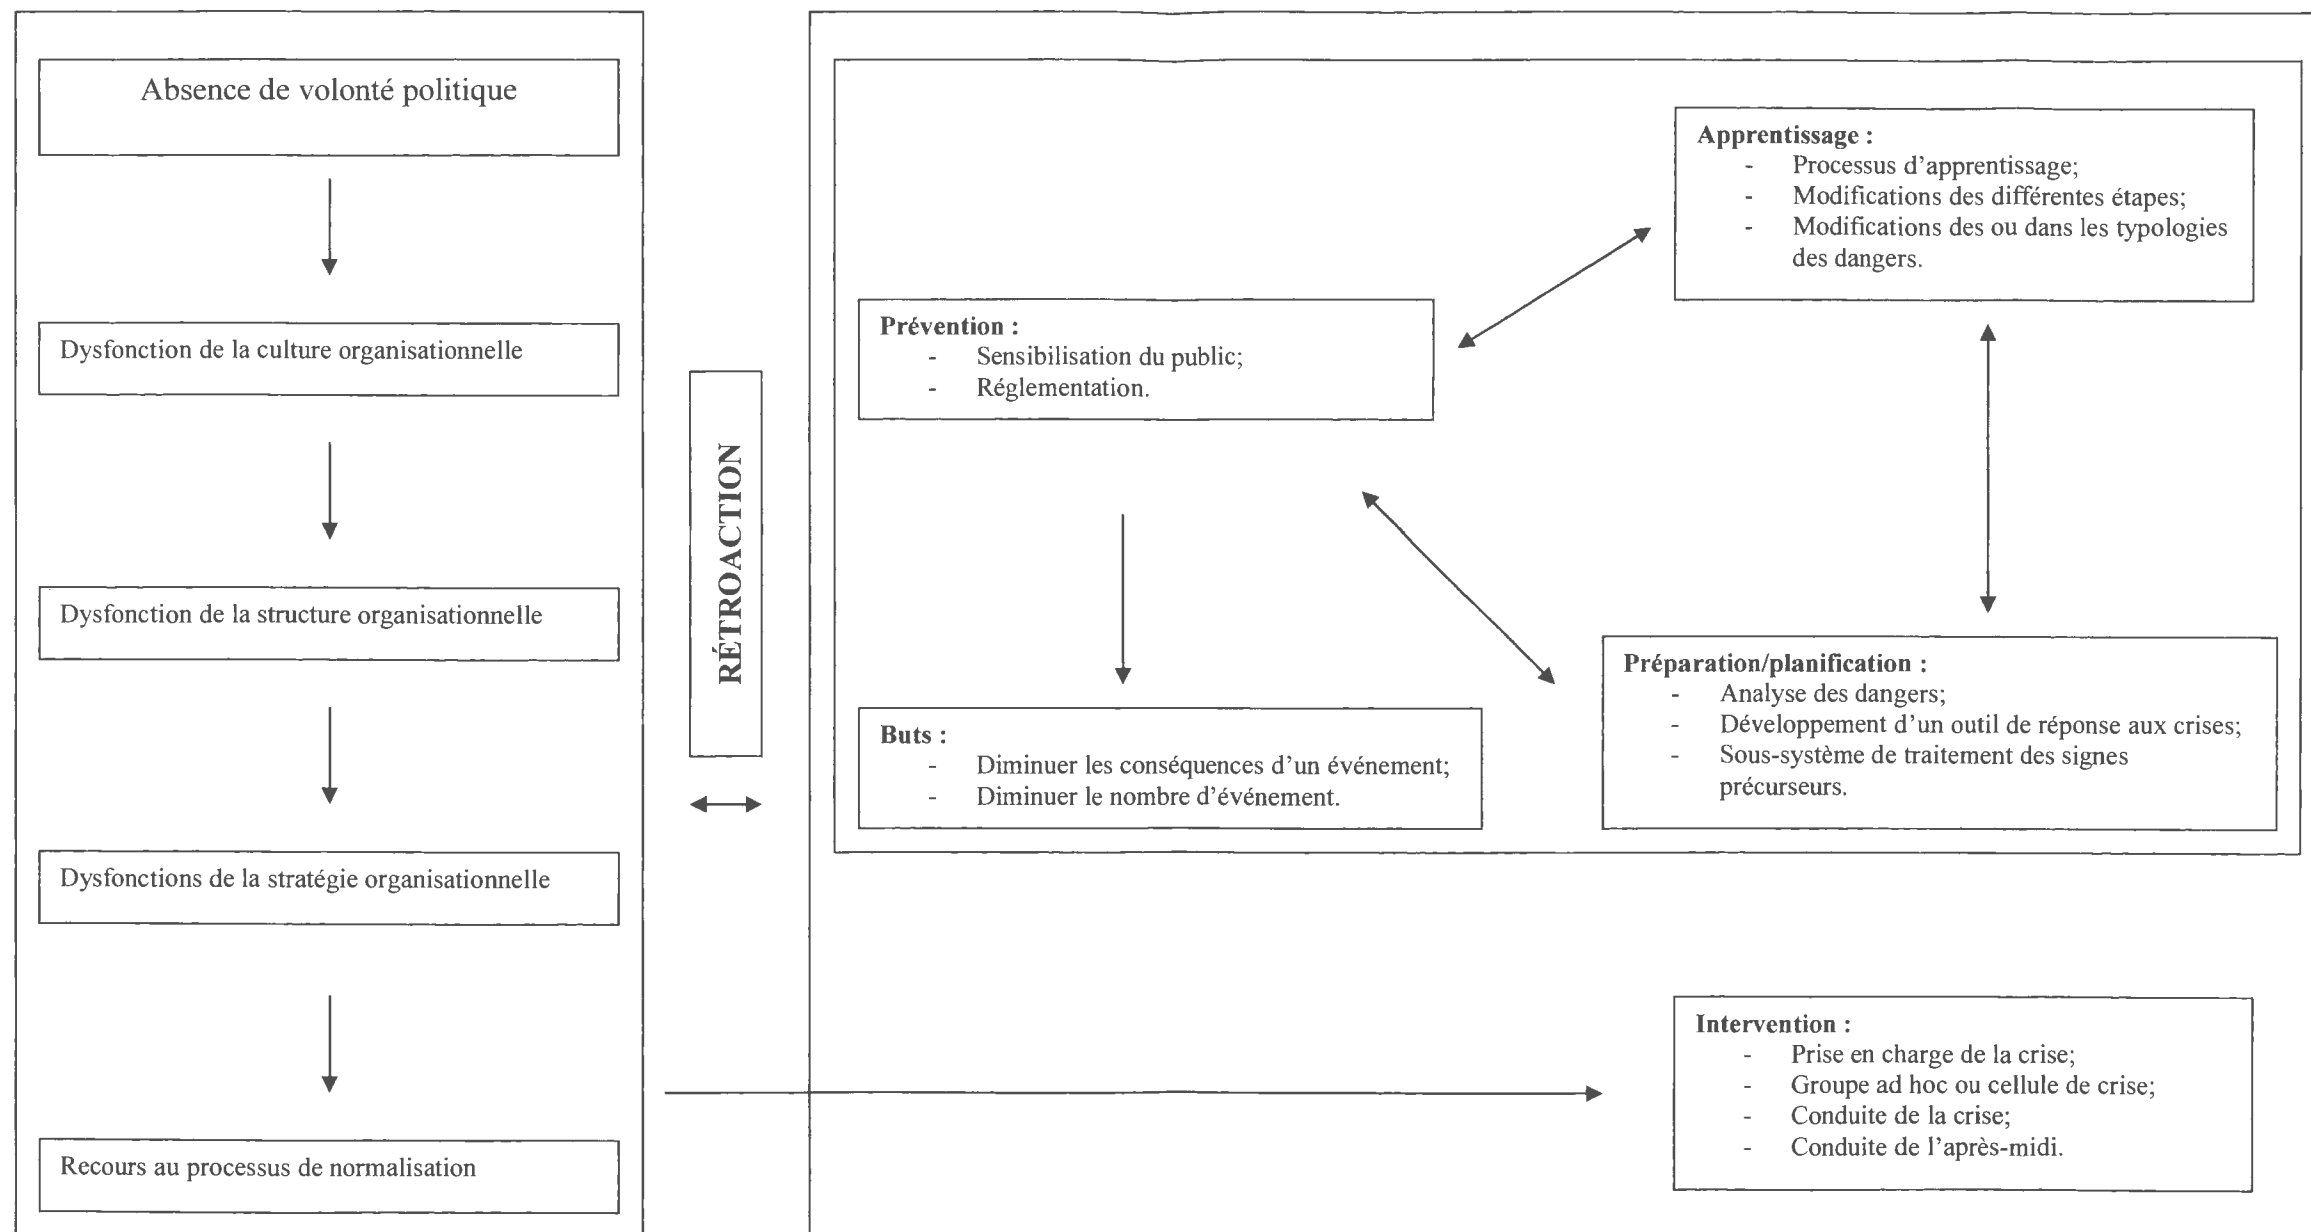 Absence de volonté politique
Dysfonction de la culture organisationnelle
Dysfonction de la structure organisationnelle
Dysfonctions de la stratégie organisationnelle
Recours au processus de normalisation
RÉTROACTION
Prévention :
- Sensibilisation du public;
- Réglementation.
Buts :
- Diminuer les conséquences d'un événement;
- Diminuer le nombre d'événement.
Apprentissage :
- Processus d'apprentissage;
- Modifications des différentes étapes;
- Modifications des ou dans les typologies
des dangers.
Préparation/planification :
- Analyse des dangers;
- Développement d'un outil de réponse aux crises;
- Sous-système de traitement des signes
précurseurs.
Intervention :
- Prise en charge de la crise;
- Groupe ad hoc ou cellule de crise;
- Conduite de la crise;
- Conduite de l'après-midi.